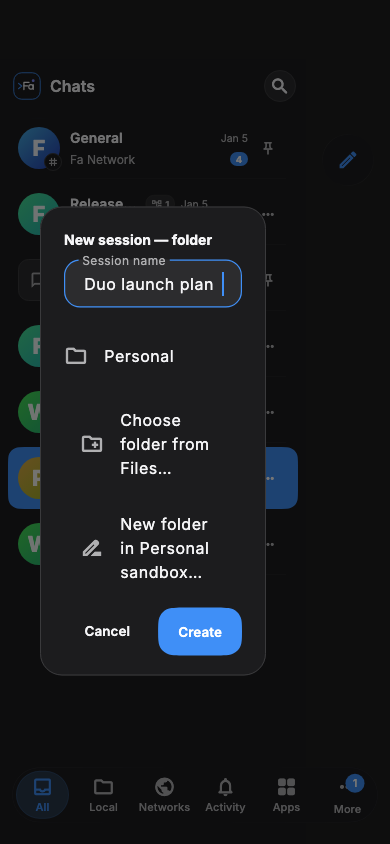 >Fa
Chats
General
Jan 5
Fa Network
4
F
Release
1
Jan 5
New session — folder
Session name
Duo launch plan
Personal
Choose
folder from
Files...
New folder
in Personal
sandbox...
Cancel
Create
All
Local
Networks
Activity
Apps
1
More